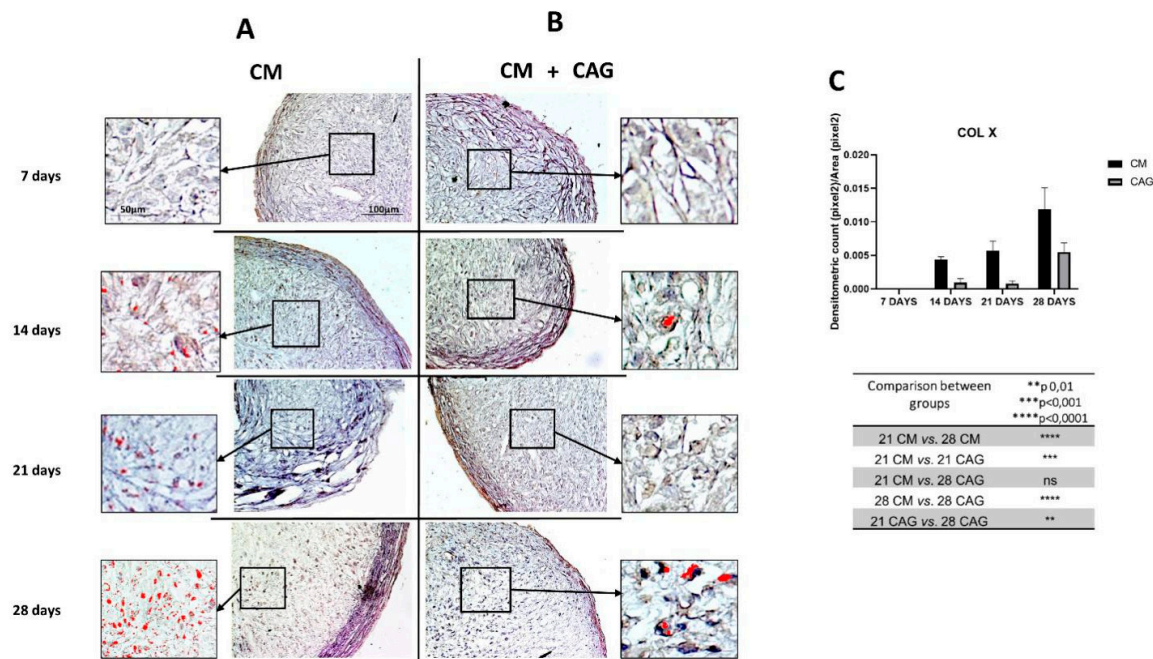 A
B
C
CM
CM + CAG
7 days
50µm
100µm
14 days
21 days
28 days
COL X
Densitometric count (pixel2)/Area (pixel2)
0.020
0.015
0.010
0.005
0.000
7 DAYS 14 DAYS 21 DAYS 28 DAYS
CM
CAG
Comparison between groups
**p 0,01
***p<0,001
****p<0,0001
21 CM vs. 28 CM ****
21 CM vs. 21 CAG ***
21 CM vs. 28 CAG ns
28 CM vs. 28 CAG ****
21 CAG vs. 28 CAG **